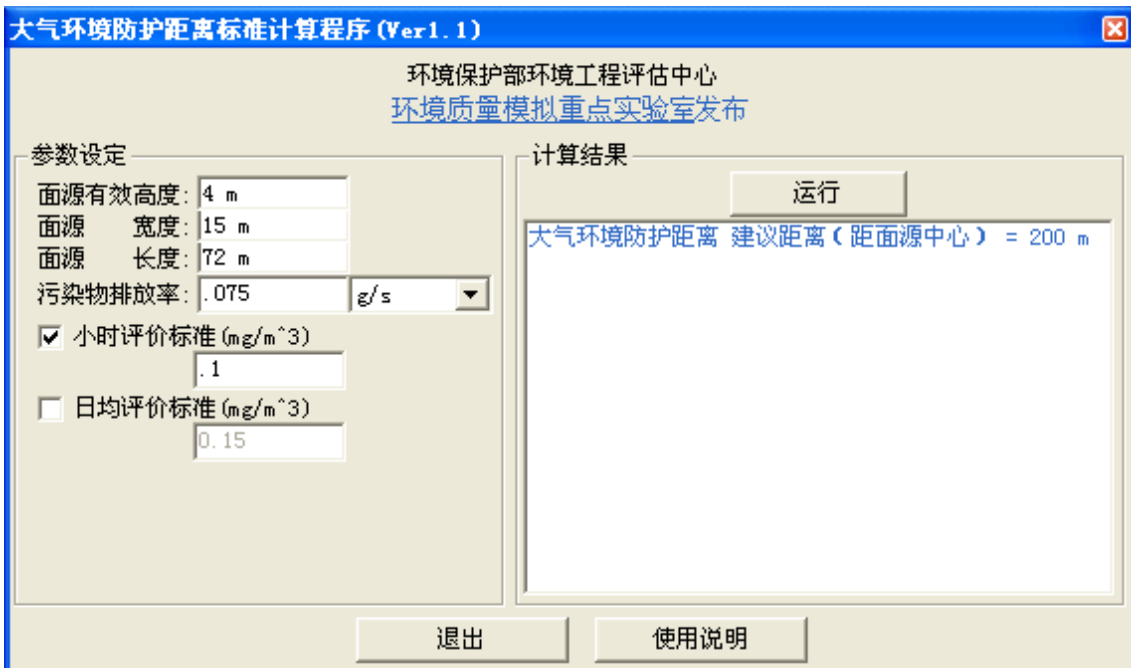 大气环境防护距离标准计算程序(Ver1.1)
环境保护部环境工程评估中心
环境质量模拟重点实验室发布
参数设定
面源有效高度: 4 m
面源 宽度: 15 m
面源 长度: 72 m
污染物排放率: .075 g/s
小时评价标准(mg/m^3)
.1
日均评价标准(mg/m^3)
0.15
计算结果
运行
大气环境防护距离 建议距离(距面源中心) = 200 m
退出
使用说明